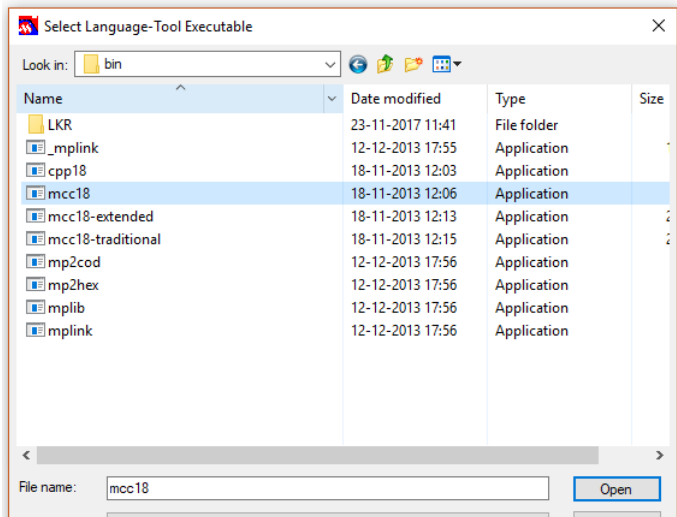 Select Language-Tool Executable
Look in: bin
Name Date modified Type Size
LKR 23-11-2017 11:41 File folder
_mplink 12-12-2013 17:55 Application
cpp18 18-11-2013 12:03 Application
mcc18 18-11-2013 12:06 Application
mcc18-extended 18-11-2013 12:13 Application
mcc18-traditional 18-11-2013 12:15 Application
mp2cod 12-12-2013 17:56 Application
mp2hex 12-12-2013 17:56 Application
mplib 12-12-2013 17:56 Application
mplink 12-12-2013 17:56 Application
File name: mcc18 Open